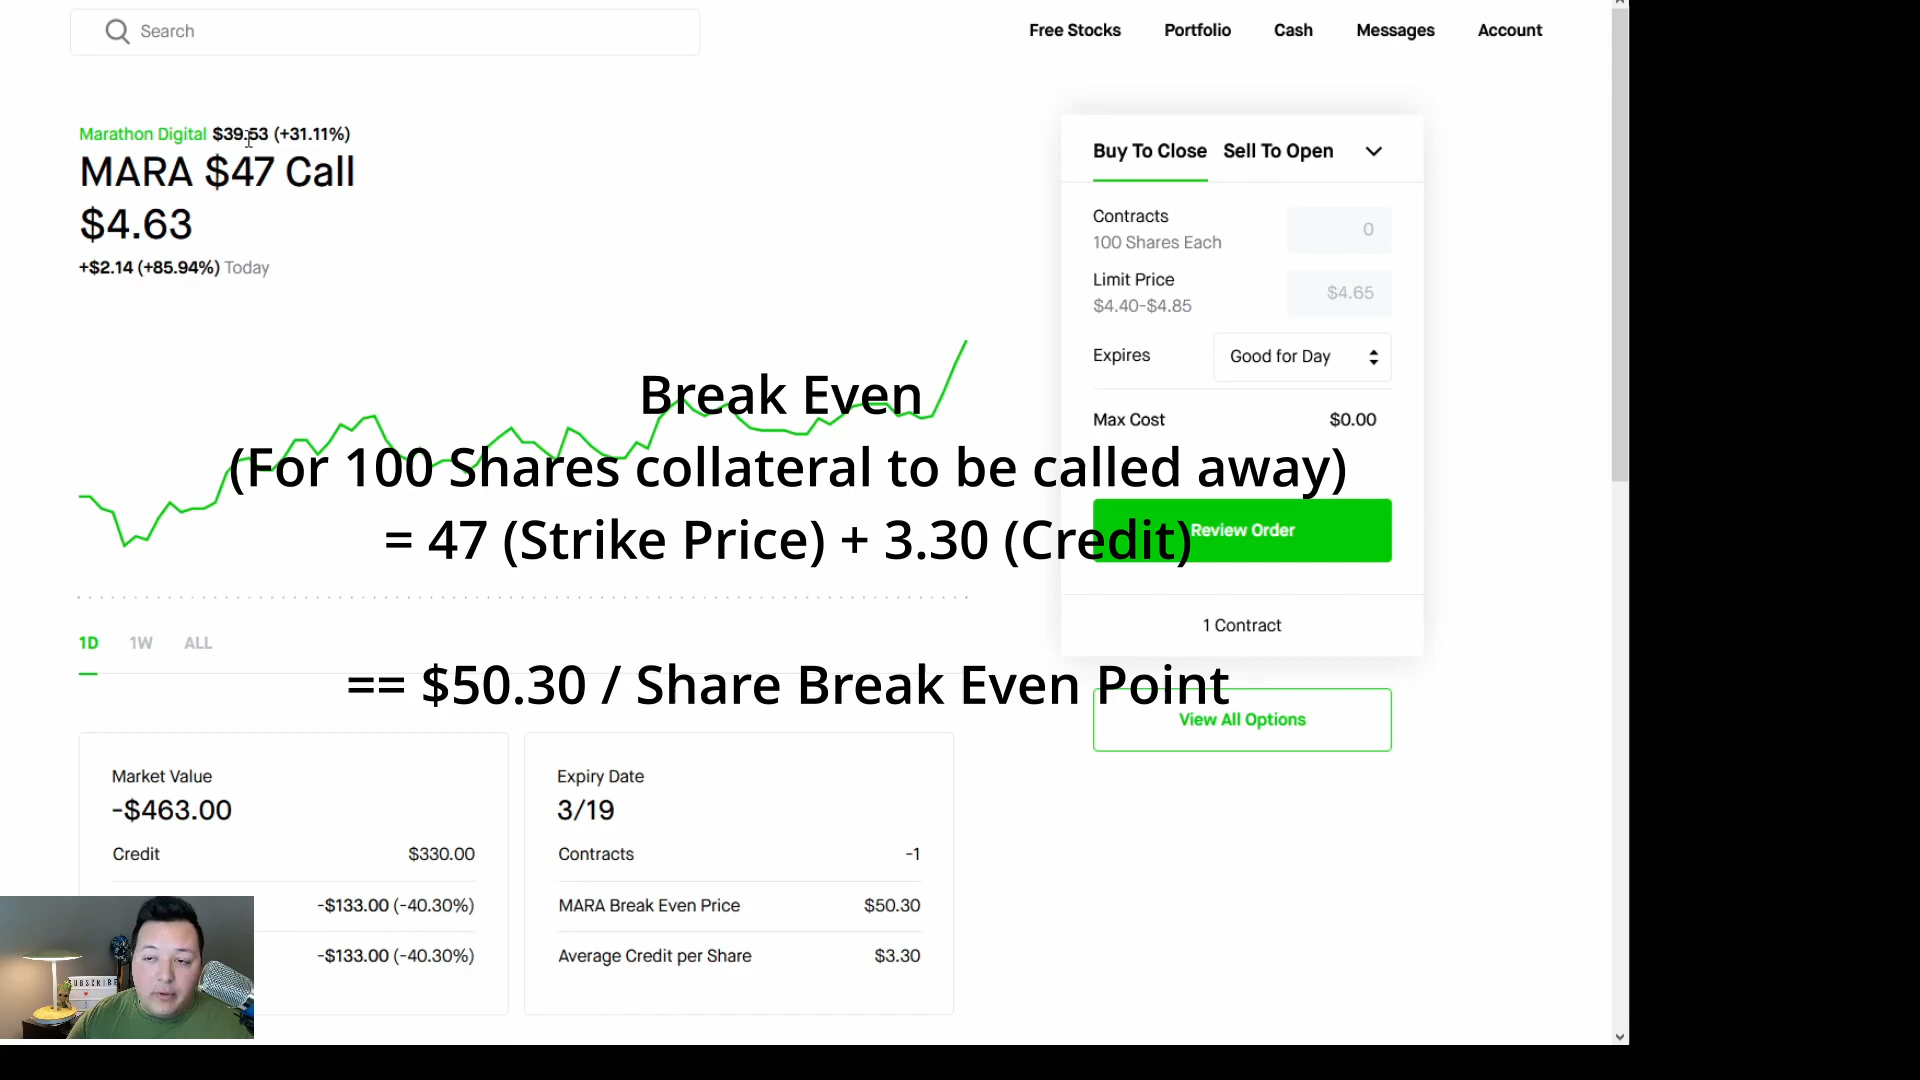 Search
Free Stocks
Portfolio
Cash
Messages
Account
Marathon Digital $39.53 (+31.11%)
MARA $47 Call
$4.63
+$2.14 (+85.94%) Today
Buy To Close
Sell To Open
Contracts
100 Shares Each
0
Limit Price
$4.40-$4.85
$4.65
Expires
Good for Day
Max Cost
$0.00
Review Order
1 Contract
View All Options
Break Even
(For 100 Shares collateral to be called away)
= 47 (Strike Price) + 3.30 (Credit)
== $50.30 / Share Break Even Point
1D
1W
ALL
Market Value
-$463.00
Credit
$330.00
-$133.00 (-40.30%)
-$133.00 (-40.30%)
Expiry Date
3/19
Contracts
-1
MARA Break Even Price
$50.30
Average Credit per Share
$3.30
SUBSCRIBE